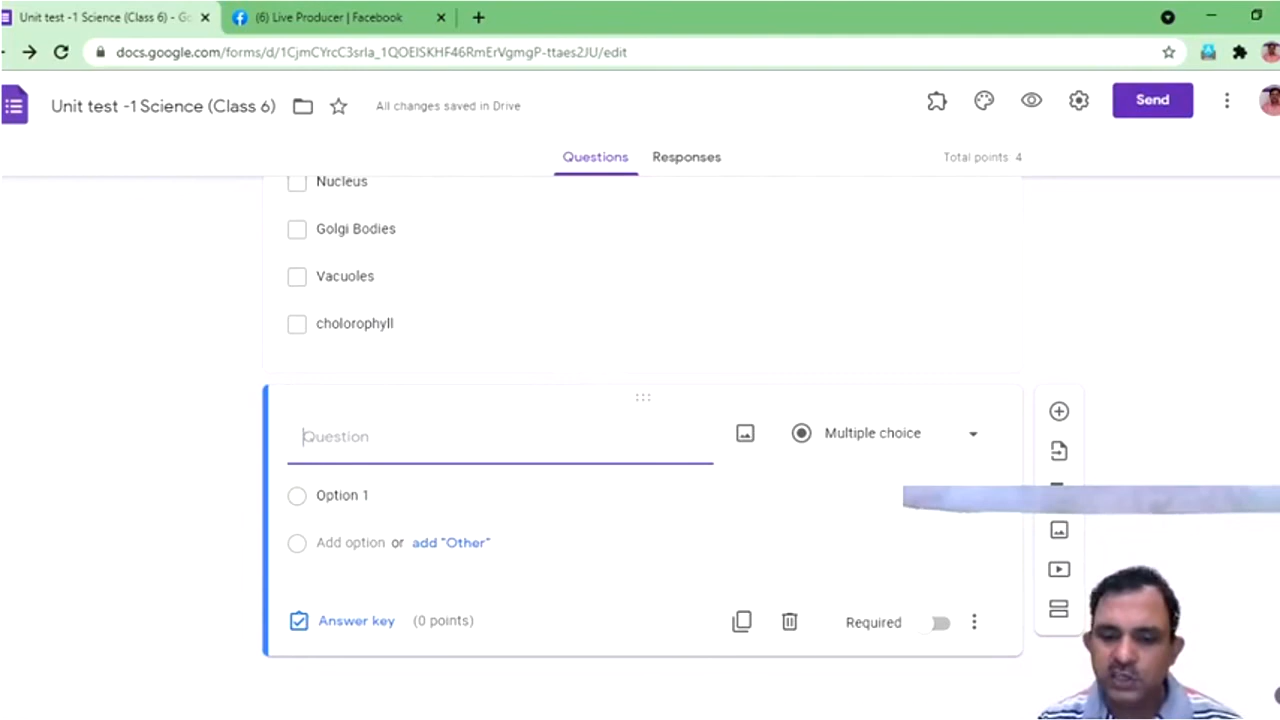 Unit test -1 Science (Class 6) - Go
(6) Live Producer | Facebook
docs.google.com/forms/d/1CjmCYrcC3srla_1QOElSKHF46RmErVgmgP-ttaes2JU/edit
Unit test -1 Science (Class 6)
All changes saved in Drive
Send
Questions
Responses
Total points 4
Nucleus
Golgi Bodies
Vacuoles
cholorophyll
Question
Multiple choice
Option 1
Add option or add "Other"
Answer key (0 points)
Required